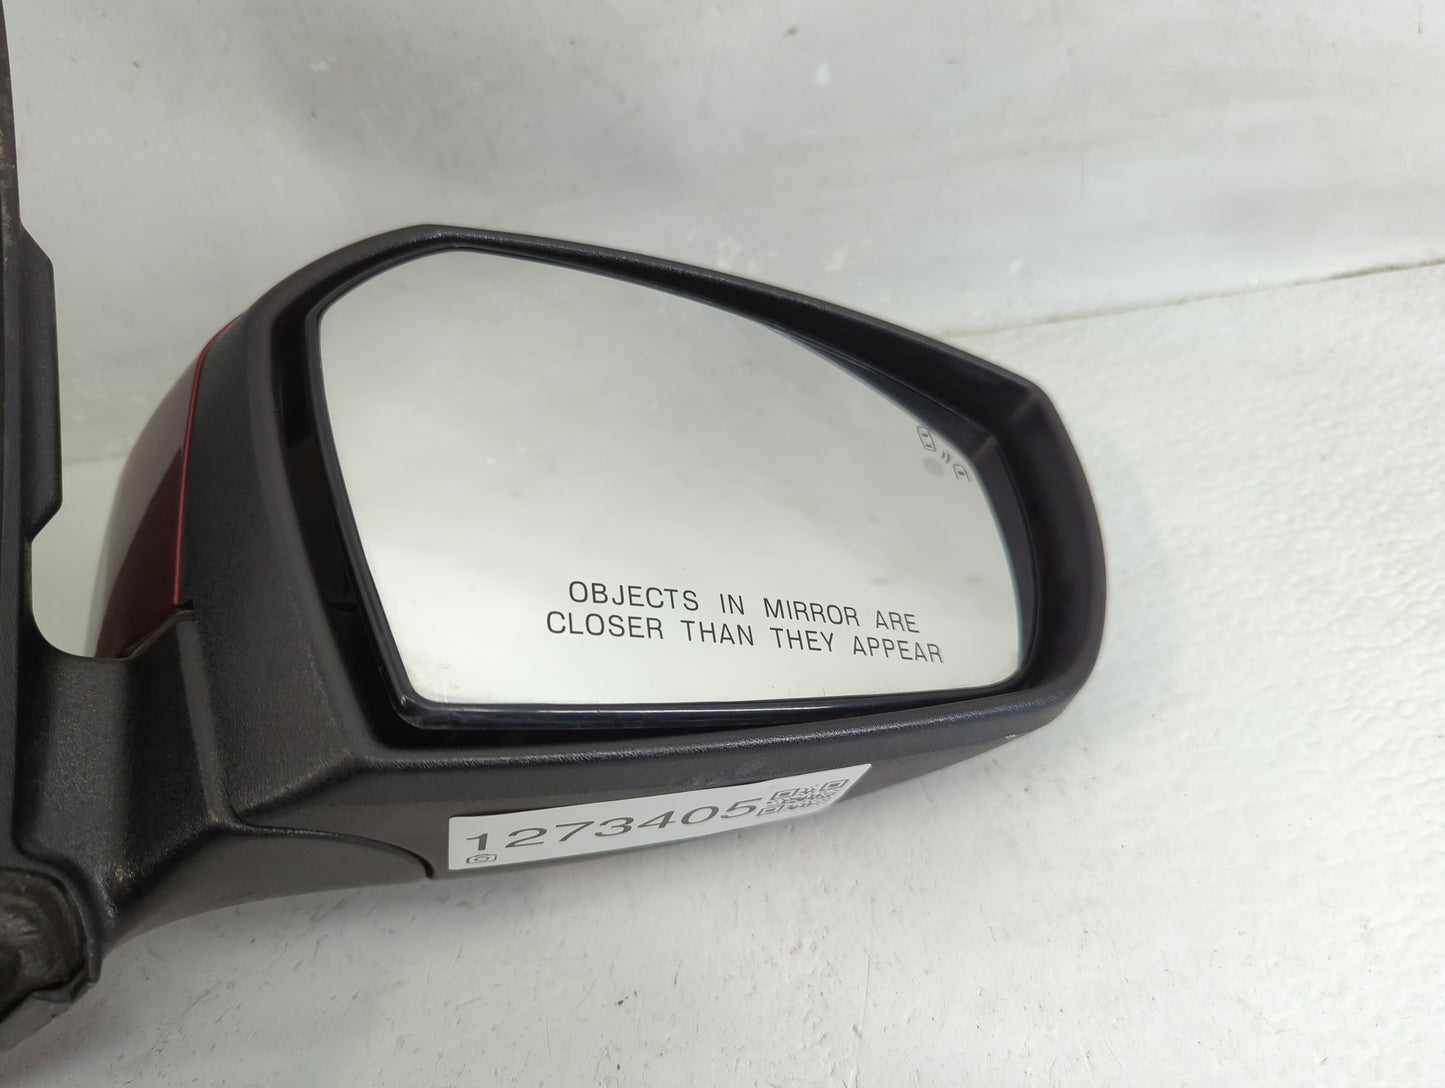 OBJECTS IN MIRROR ARE
CLOSER THAN THEY APPEAR
1273405